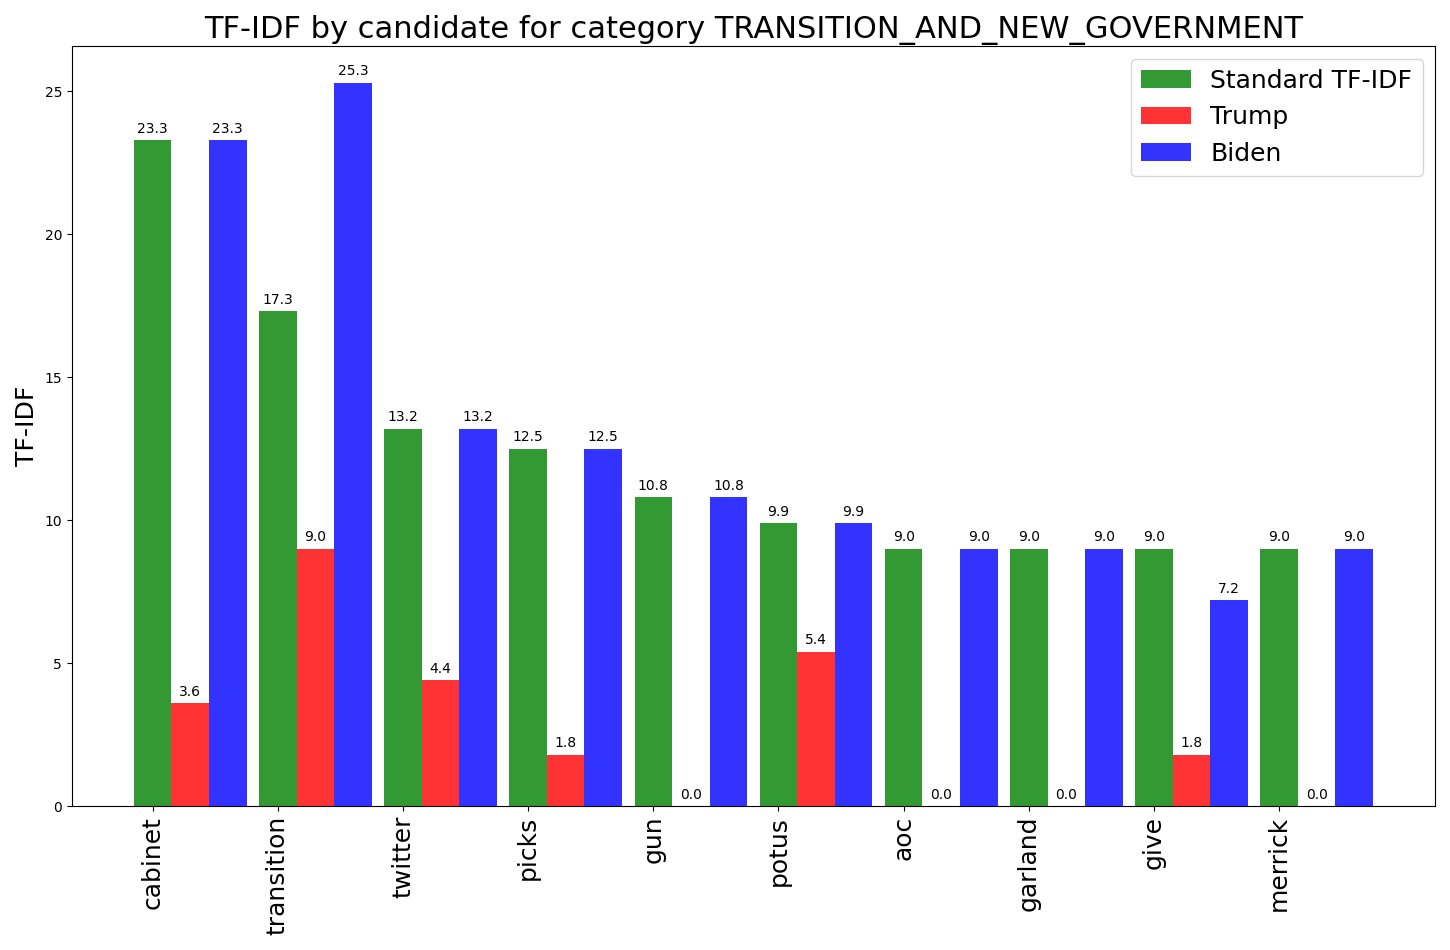 TF-IDF by candidate for category TRANSITION_AND_NEW_GOVERNMENT
Standard TF-IDF
Trump
Biden
TF-IDF
25
20
15
10
5
0
23.3
3.6
23.3
17.3
9.0
25.3
13.2
4.4
13.2
12.5
1.8
12.5
10.8
0.0
10.8
9.9
5.4
9.9
9.0
0.0
9.0
9.0
0.0
9.0
9.0
1.8
7.2
9.0
0.0
9.0
cabinet
transition
twitter
picks
gun
potus
aoc
garland
give
merrick